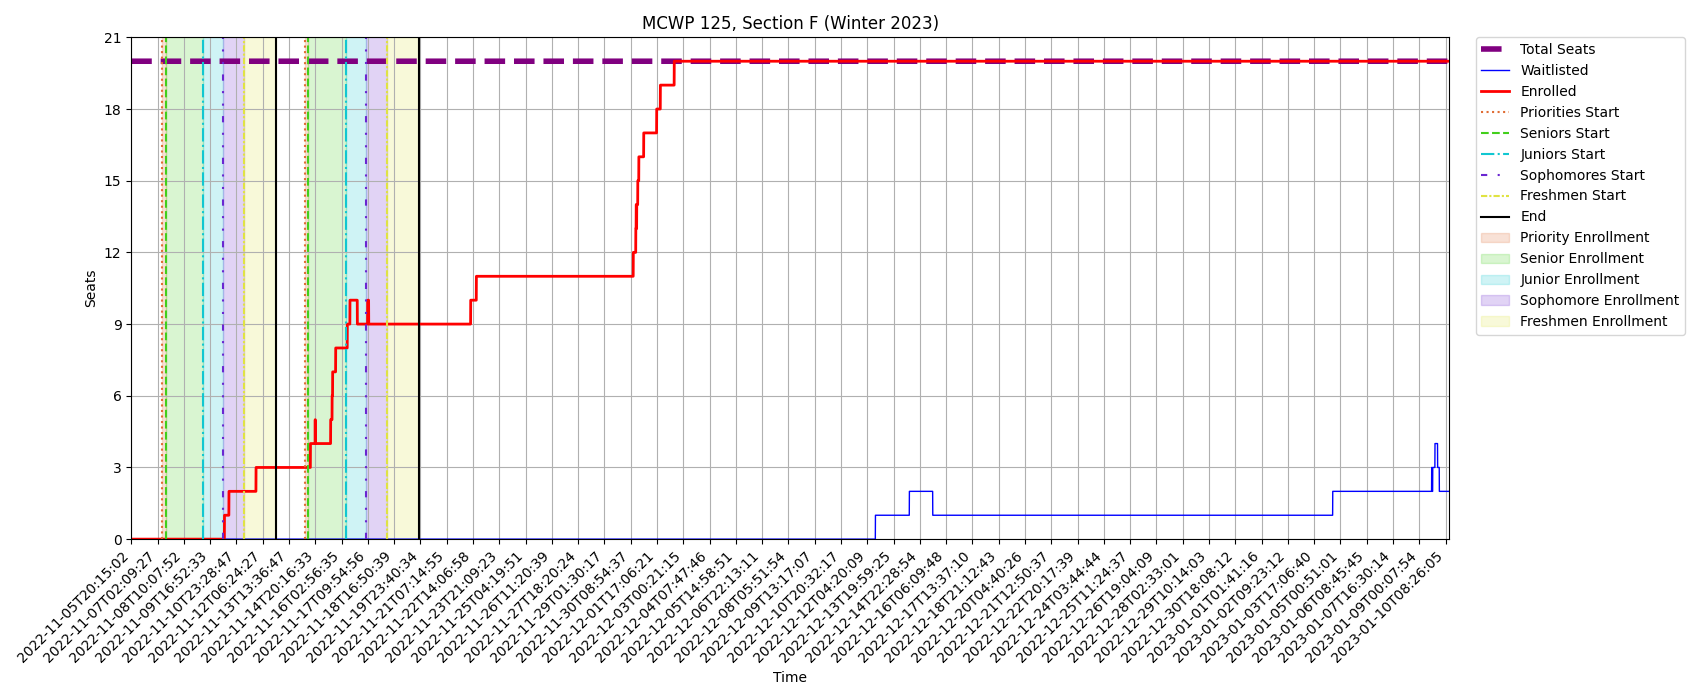 MCWP 125, Section F (Winter 2023)
21
18
15
12
9
6
3
0
Seats
2022-11-05T20:15:02
2022-11-07T02:09:27
2022-11-08T10:07:52
2022-11-09T16:52:33
2022-11-10T23:28:47
2022-11-12T06:24:27
2022-11-13T13:36:47
2022-11-14T20:16:33
2022-11-16T02:56:35
2022-11-17T09:54:56
2022-11-18T16:50:39
2022-11-19T23:40:34
2022-11-21T07:14:55
2022-11-22T14:06:58
2022-11-23T21:09:23
2022-11-25T04:19:51
2022-11-26T11:20:39
2022-11-27T18:20:24
2022-11-29T01:30:17
2022-11-30T08:54:37
2022-12-01T17:06:21
2022-12-03T00:21:15
2022-12-04T07:47:46
2022-12-05T14:58:51
2022-12-06T22:13:11
2022-12-08T05:51:54
2022-12-09T13:17:07
2022-12-10T20:32:17
2022-12-12T04:20:09
2022-12-13T19:59:25
2022-12-14T22:28:54
2022-12-16T06:09:48
2022-12-17T13:37:10
2022-12-18T21:12:43
2022-12-20T04:40:26
2022-12-21T12:50:37
2022-12-22T20:17:39
2022-12-24T03:44:44
2022-12-25T11:24:37
2022-12-26T19:04:09
2022-12-28T02:33:01
2022-12-29T10:14:03
2022-12-30T18:08:12
2023-01-01T01:41:16
2023-01-02T09:23:12
2023-01-03T17:06:40
2023-01-05T00:51:01
2023-01-06T08:45:45
2023-01-07T16:30:14
2023-01-09T00:07:54
2023-01-10T08:26:05
Time
Total Seats
Waitlisted
Enrolled
Priorities Start
Seniors Start
Juniors Start
Sophomores Start
Freshmen Start
End
Priority Enrollment
Senior Enrollment
Junior Enrollment
Sophomore Enrollment
Freshmen Enrollment